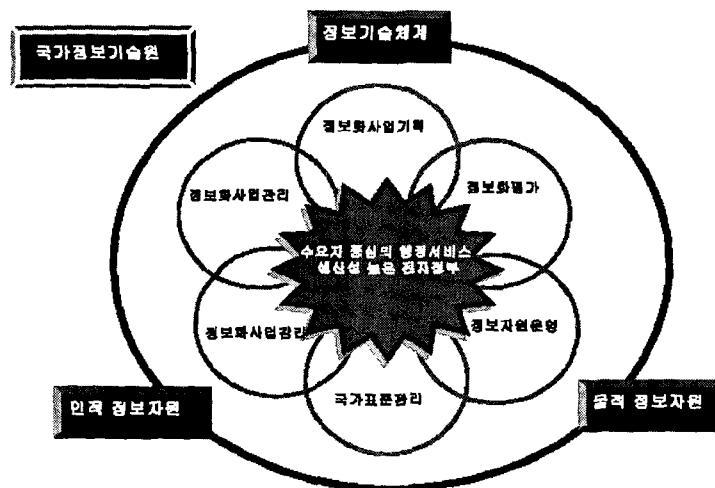 정보기술체계
국가정보기술원
정보화사업기획
정보화사업관리
정보화평가
수요자 중심의 행정서비스
생산성 높은 전자정부
정보화사업감리
정보자원운영
국가표준관리
인적 정보자원
물적 정보자원